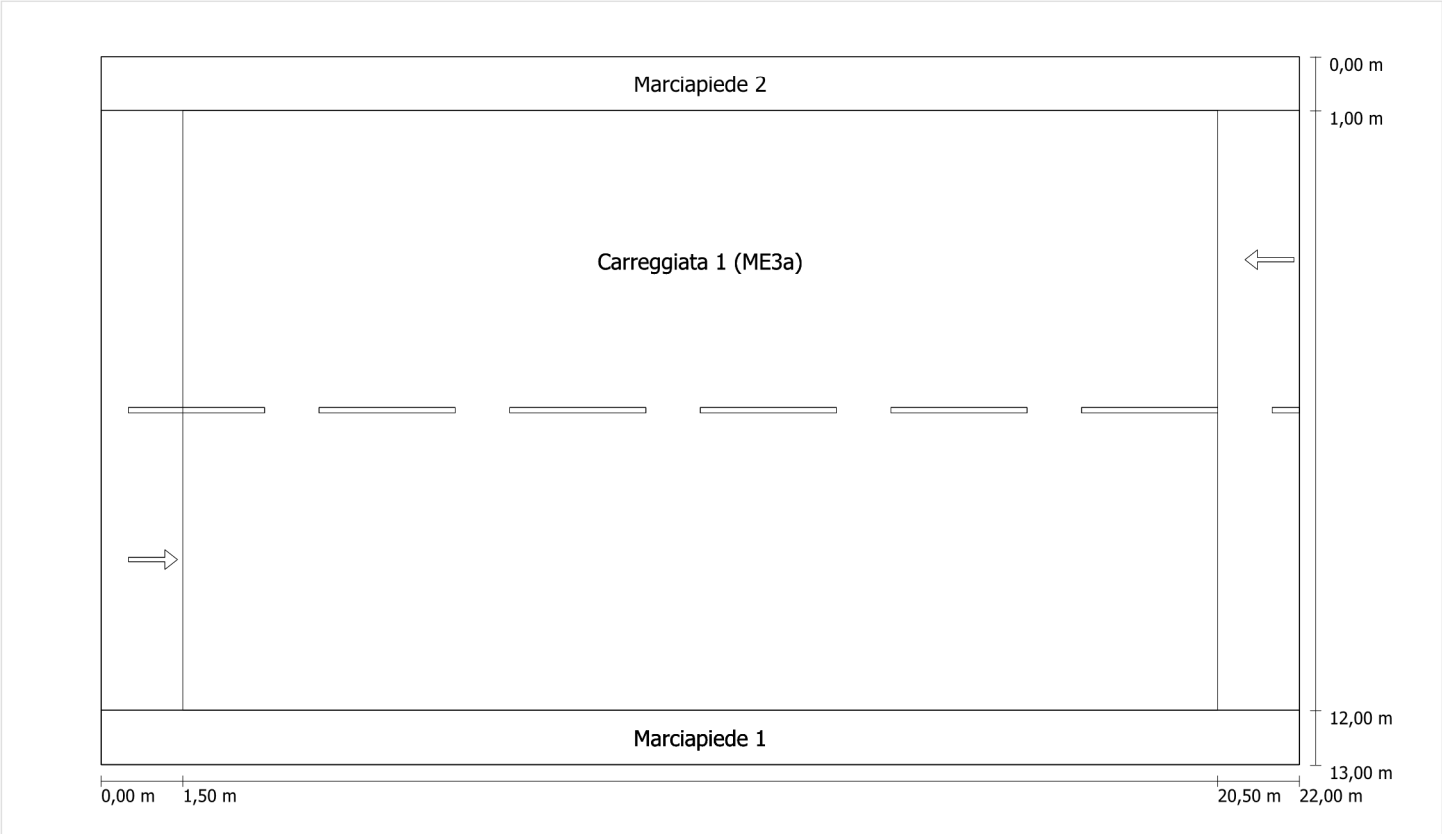 Marciapiede 2
0,00 m
1,00 m
Carreggiata 1 (ME3a)
Marciapiede 1
12,00 m
13,00 m
0,00 m
1,50 m
20,50 m
22,00 m